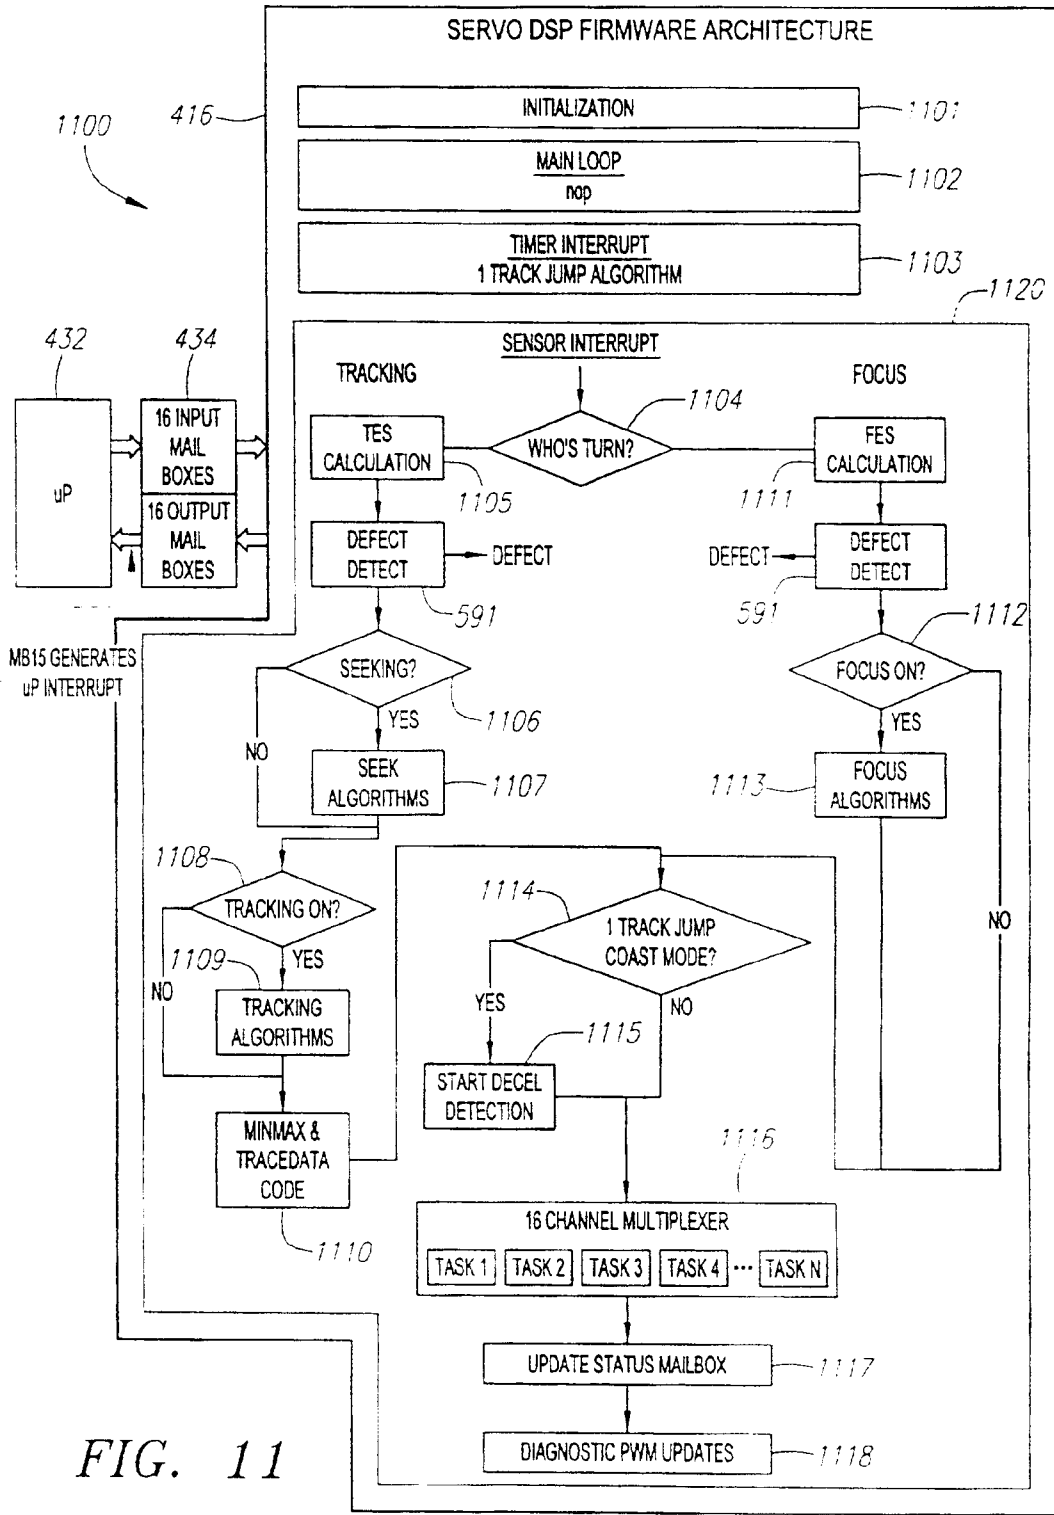 SERVO DSP FIRMWARE ARCHITECTURE
1100
416
INITIALIZATION
1101
MAIN LOOP
nop
1102
TIMER INTERRUPT
1 TRACK JUMP ALGORITHM
1103
1120
432
434
uP
16 INPUT
MAIL
BOXES
16 OUTPUT
MAIL
BOXES
MB15 GENERATES
uP INTERRUPT
SENSOR INTERRUPT
TRACKING
FOCUS
WHO'S TURN?
1104
TES
CALCULATION
1105
FES
CALCULATION
1111
DEFECT
DETECT
DEFECT
591
DEFECT
DEFECT
DETECT
591
SEEKING?
1106
YES
NO
FOCUS ON?
1112
YES
NO
SEEK
ALGORITHMS
1107
FOCUS
ALGORITHMS
1113
1108
TRACKING ON?
YES
NO
1109
TRACKING
ALGORITHMS
MINMAX &
TRACEDATA
CODE
1110
1114
1 TRACK JUMP
COAST MODE?
YES
NO
START DECEL
DETECTION
1115
1116
16 CHANNEL MULTIPLEXER
TASK 1 TASK 2 TASK 3 TASK 4 ••• TASK N
UPDATE STATUS MAILBOX
1117
DIAGNOSTIC PWM UPDATES
1118
FIG. 11